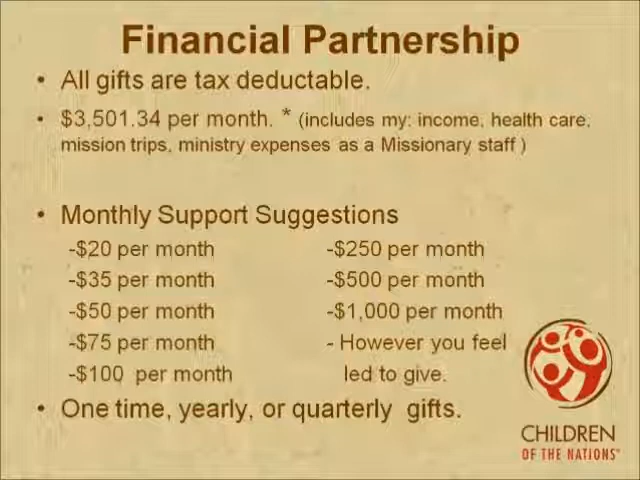 Financial Partnership
• All gifts are tax deductable.
• $3,501.34 per month. * (includes my: income, health care,
mission trips, ministry expenses as a Missionary staff )
• Monthly Support Suggestions
-$20 per month
-$35 per month
-$50 per month
-$75 per month
-$100 per month
-$250 per month
-$500 per month
-$1,000 per month
- However you feel
led to give.
• One time, yearly, or quarterly gifts.
CHILDREN
OF THE NATIONS™